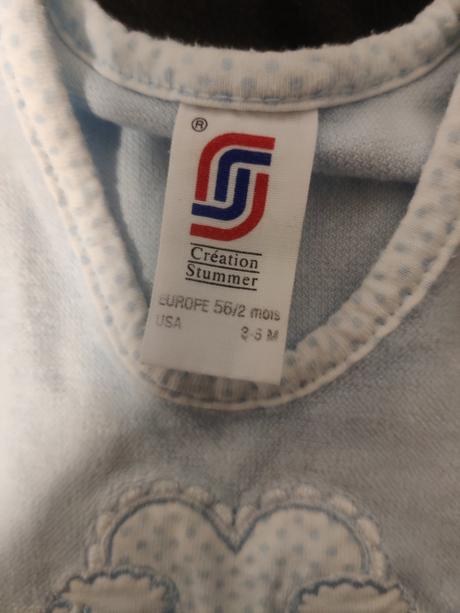 ®
Création
Stummer
EUROPE 56/2 mois
USA 3-6 M